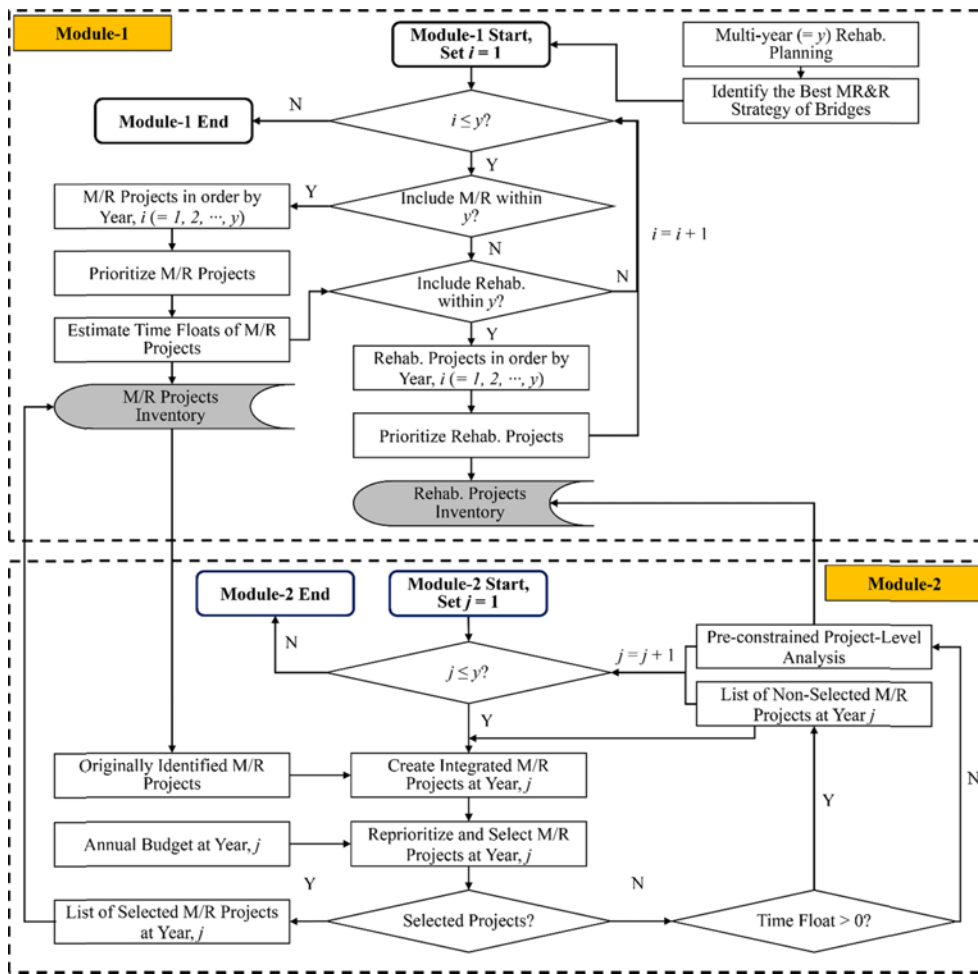 Module-1
Module-1 Start,
Set i = 1
Multi-year (= y) Rehab.
Planning
Identify the Best MR&R
Strategy of Bridges
N
Module-1 End
i ≤ y?
Y
M/R Projects in order by
Year, i (= 1, 2, ···, y)
Y
Include M/R within
y?
i = i + 1
N
Prioritize M/R Projects
Include Rehab.
within y?
N
Estimate Time Floats of M/R
Projects
Y
Rehab. Projects in order by
Year, i (= 1, 2, ···, y)
M/R Projects
Inventory
Prioritize Rehab. Projects
Rehab. Projects
Inventory
Module-2 End
Module-2 Start,
Set j = 1
Module-2
N
j ≤ y?
j = j + 1
Pre-constrained Project-Level
Analysis
List of Non-Selected M/R
Projects at Year j
Y
Originally Identified M/R
Projects
Create Integrated M/R
Projects at Year, j
Y
N
Annual Budget at Year, j
Reprioritize and Select M/R
Projects at Year, j
Y
N
List of Selected M/R Projects
at Year, j
Selected Projects?
Time Float > 0?